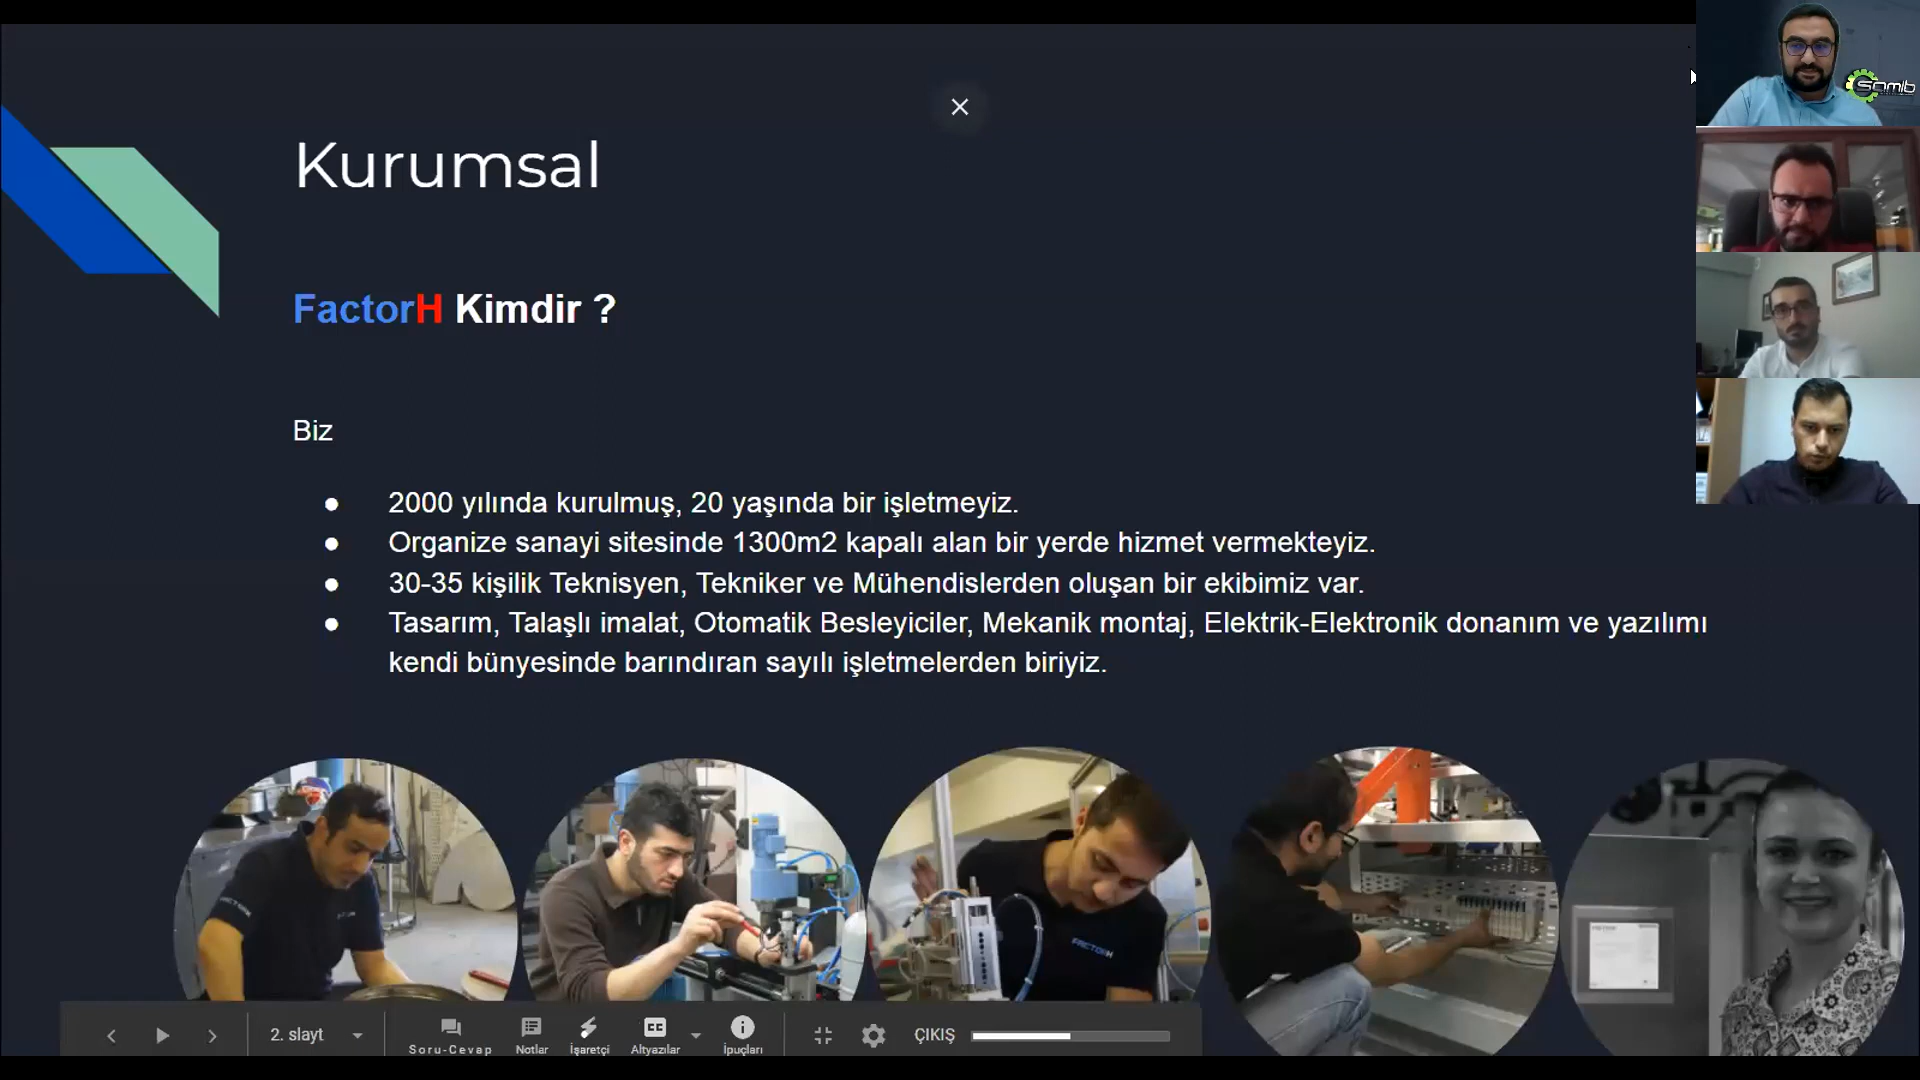 Somib
Kurumsal
FactorH Kimdir ?
Biz
● 2000 yılında kurulmuş, 20 yaşında bir işletmeyiz.
● Organize sanayi sitesinde 1300m2 kapalı alan bir yerde hizmet vermekteyiz.
● 30-35 kişilik Teknisyen, Tekniker ve Mühendislerden oluşan bir ekibimiz var.
● Tasarım, Talaşlı imalat, Otomatik Besleyiciler, Mekanik montaj, Elektrik-Elektronik donanım ve yazılımı
kendi bünyesinde barındıran sayılı işletmelerden biriyiz.
FACTORH
2. slayt
Soru-Cevap
Notlar
İşaretçi
CC
Altyazılar
İpuçları
ÇIKIŞ